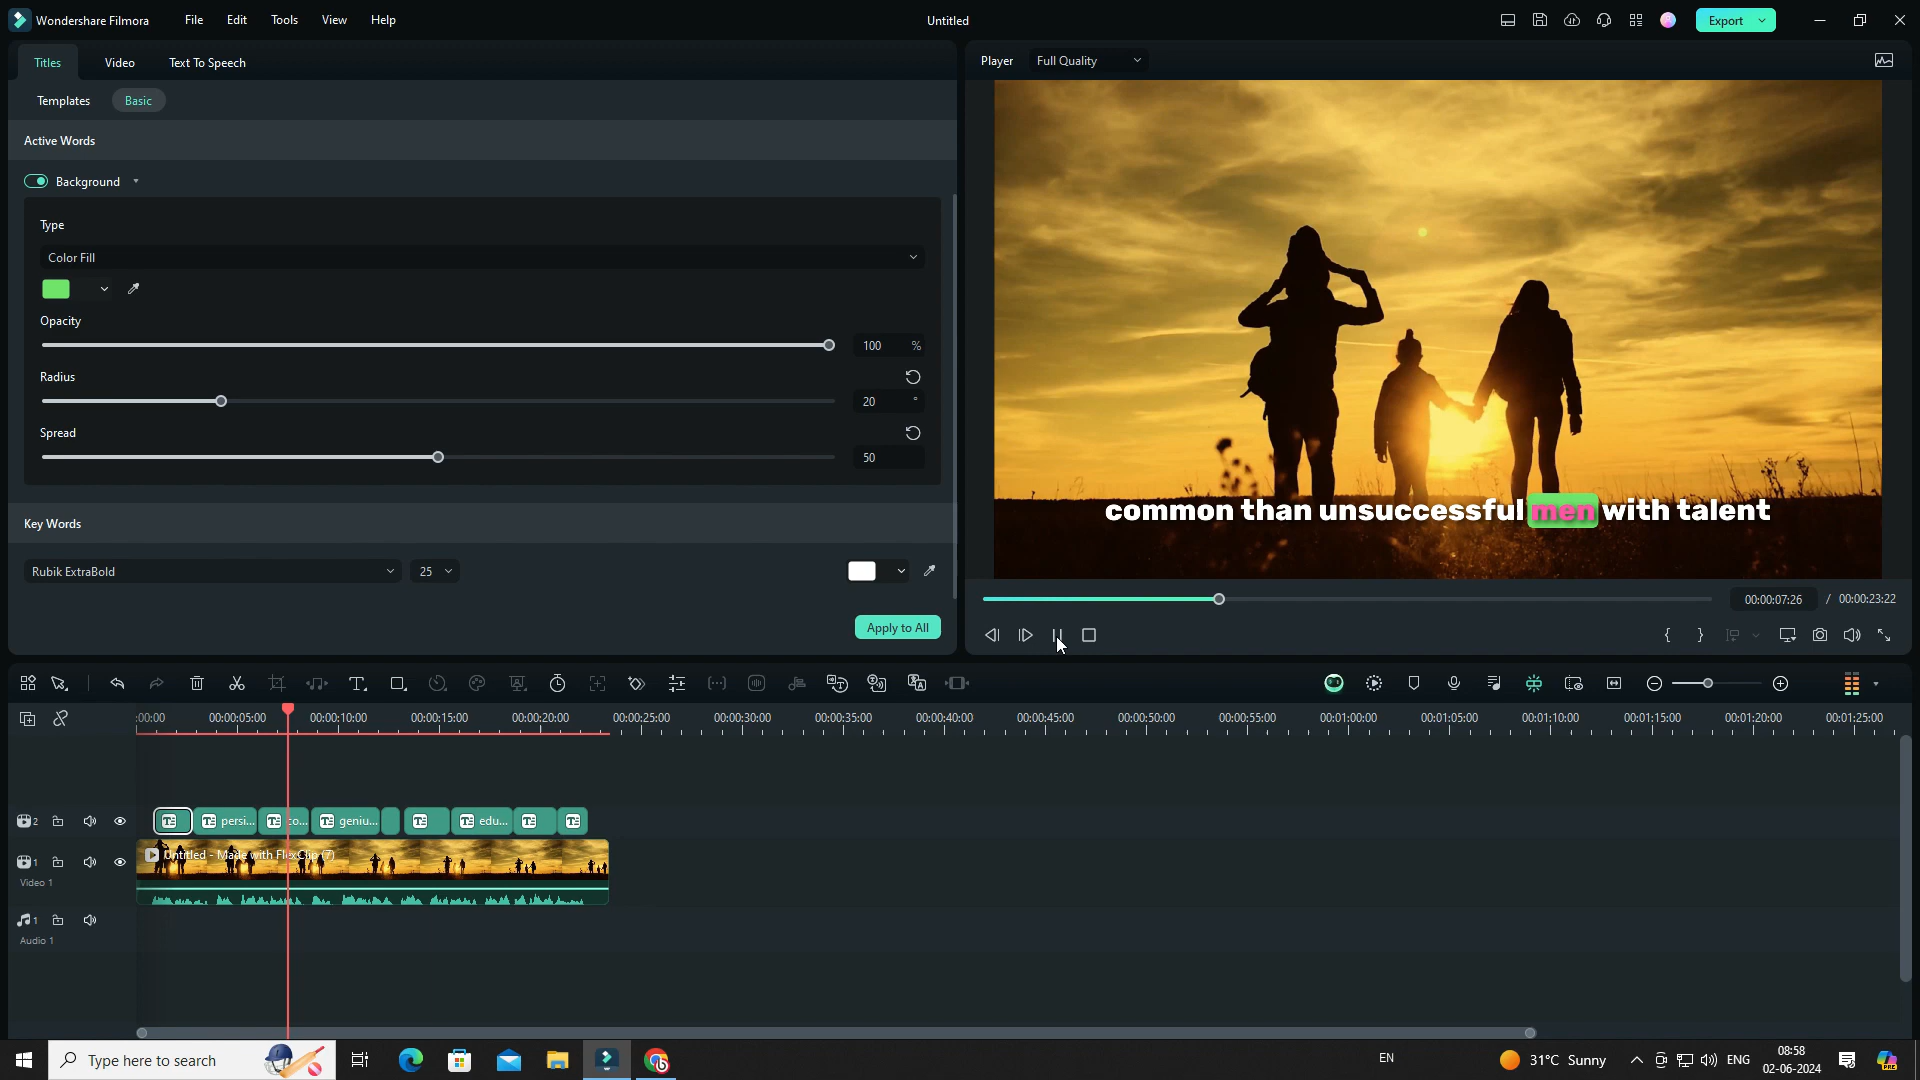 Wondershare Filmora File Edit Tools View Help Untitled Export
Titles Video Text To Speech
Player Full Quality
Templates Basic
Active Words
Background
Type
Color Fill
Opacity
100 %
Radius
20 °
Spread
50
Key Words
Rubik ExtraBold 25
Apply to All
common than unsuccessful men with talent
00:00:07:26 / 00:00:23:22
{ }
:00:00 00:00:05:00 00:00:10:00 00:00:15:00 00:00:20:00 00:00:25:00 00:00:30:00 00:00:35:00 00:00:40:00 00:00:45:00 00:00:50:00 00:00:55:00 00:01:00:00 00:01:05:00 00:01:10:00 00:01:15:00 00:01:20:00 00:01:25:00
2 persi... co... geniu... edu...
1 Untitled - Made with FlexClip (7)
Video 1
1
Audio 1
Type here to search EN 31°C Sunny ENG 08:58
02-06-2024